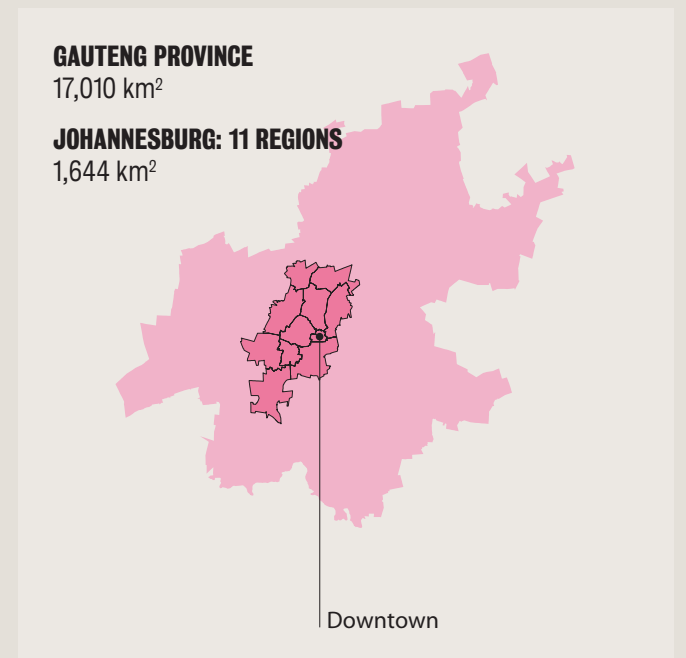 GAUTENG PROVINCE
17,010 km²
JOHANNESBURG: 11 REGIONS
1,644 km²
Downtown